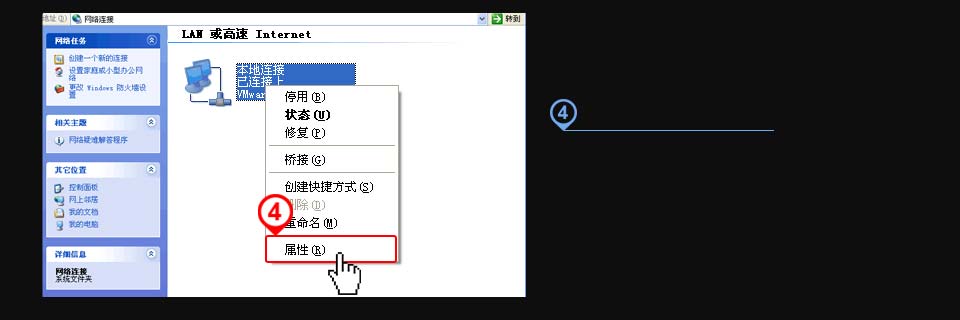 地址(D) 网络连接 转到
网络任务
创建一个新的连接
设置家庭或小型办公网
络
更改 Windows 防火墙设
置
相关主题
网络疑难解答程序
其它位置
控制面板
网上邻居
我的文档
我的电脑
详细信息
网络连接
系统文件夹
LAN 或高速 Internet
本地连接
已连接上
VMwar
停用(B)
状态(U)
修复(P)
桥接(G)
创建快捷方式(S)
删除(D)
重命名(M)
4
属性(R)
4